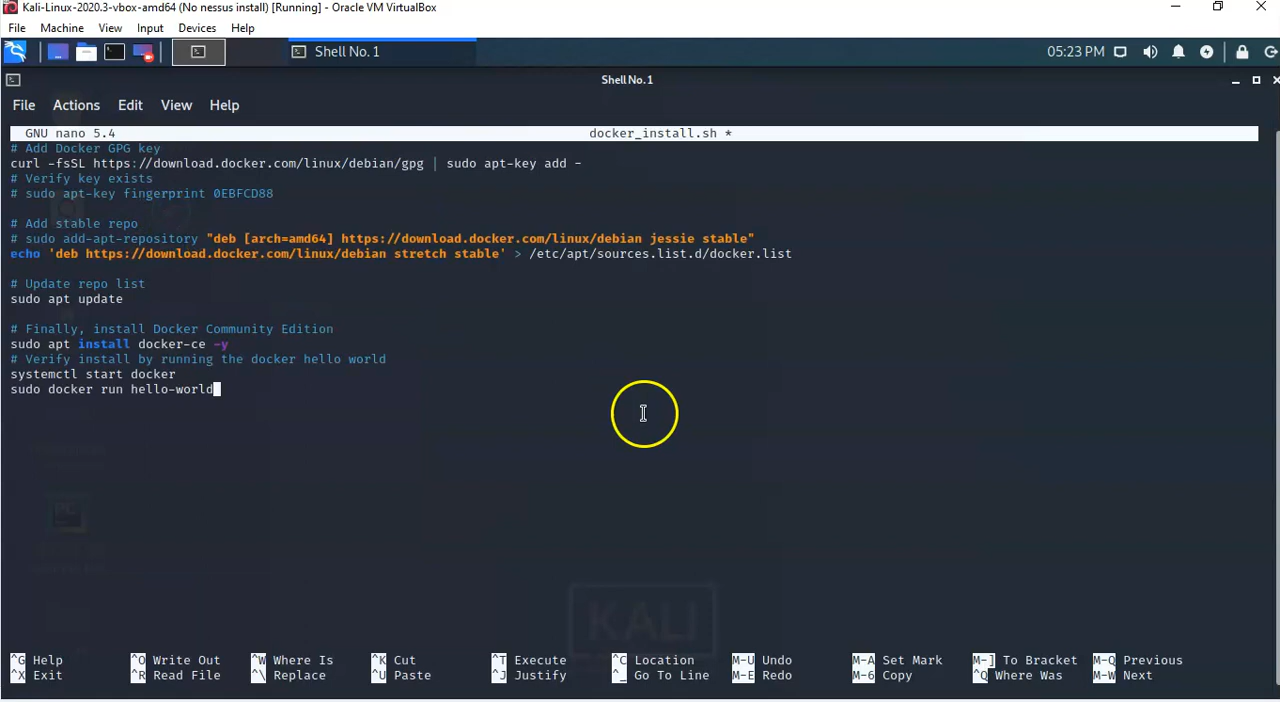 Kali-Linux-2020.3-vbox-amd64 (No nessus install) [Running] - Oracle VM VirtualBox
File Machine View Input Devices Help
Shell No. 1 05:23 PM
Shell No. 1
File Actions Edit View Help
GNU nano 5.4 docker_install.sh *
# Add Docker GPG key
curl -fsSL https://download.docker.com/linux/debian/gpg | sudo apt-key add -
# Verify key exists
# sudo apt-key fingerprint 0EBFCD88
# Add stable repo
# sudo add-apt-repository "deb [arch=amd64] https://download.docker.com/linux/debian jessie stable"
echo 'deb https://download.docker.com/linux/debian stretch stable' > /etc/apt/sources.list.d/docker.list
# Update repo list
sudo apt update
# Finally, install Docker Community Edition
sudo apt install docker-ce -y
# Verify install by running the docker hello world
systemctl start docker
sudo docker run hello-world
KALI
^G Help ^O Write Out ^W Where Is ^K Cut ^T Execute ^C Location M-U Undo M-A Set Mark M-] To Bracket M-Q Previous
^X Exit ^R Read File ^\ Replace ^U Paste ^J Justify ^_ Go To Line M-E Redo M-6 Copy ^Q Where Was M-W Next